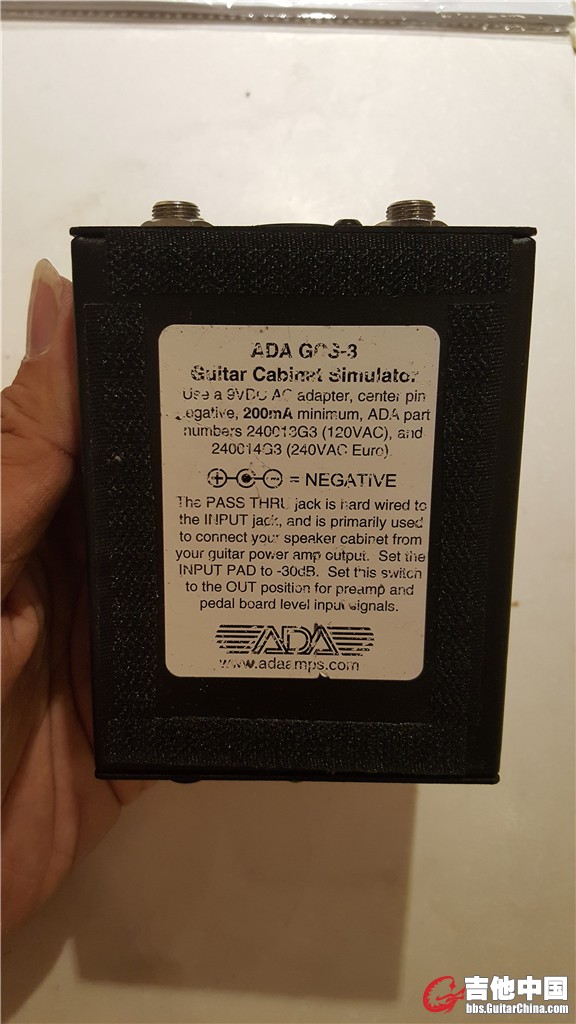 ADA GCS-3
Guitar Cabinet Simulator
Use a 9VDC AC adapter, center pin
negative, 200mA minimum, ADA part
numbers 240013G3 (120VAC), and
240014G3 (240VAC Euro)
+ - = NEGATIVE
The PASS THRU jack is hard wired to
the INPUT jack, and is primarily used
to connect your speaker cabinet from
your guitar power amp output. Set the
INPUT PAD to -30dB. Set this switch
to the OUT position for preamp and
pedal board level input signals.
ADA
www.adaamps.com
吉他中国
bbs.GuitarChina.com